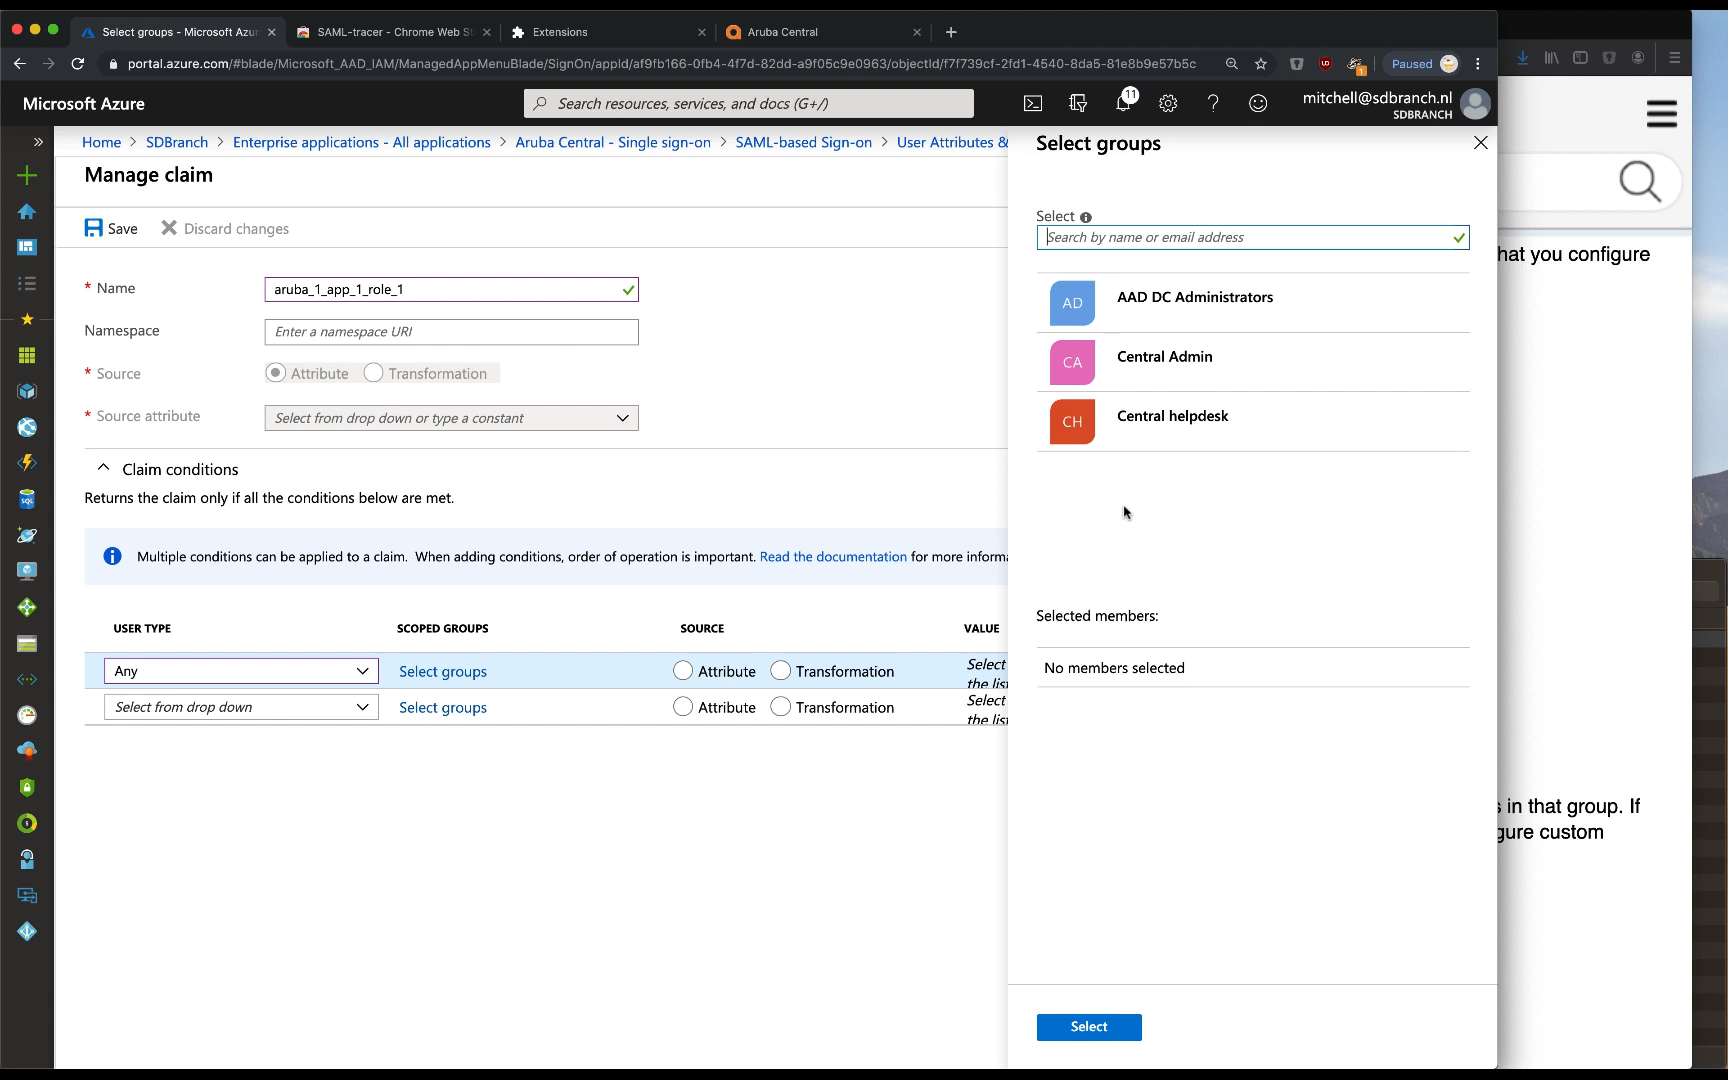 Select groups - Microsoft Azur
SAML-tracer - Chrome Web St
Extensions
Aruba Central
portal.azure.com/#blade/Microsoft_AAD_IAM/ManagedAppMenuBlade/SignOn/appId/af9fb166-0fb4-4f7d-82dd-a9f05c9e0963/objectId/f7f739cf-2fd1-4540-8da5-81e8b9e57b5c
1
Paused
Microsoft Azure
Search resources, services, and docs (G+/)
11
mitchell@sdbranch.nl
SDBRANCH
Home > SDBranch > Enterprise applications - All applications > Aruba Central - Single sign-on > SAML-based Sign-on > User Attributes &
Manage claim
Save
Discard changes
* Name
aruba_1_app_1_role_1
Namespace
Enter a namespace URI
* Source
Attribute
Transformation
* Source attribute
Select from drop down or type a constant
Claim conditions
Returns the claim only if all the conditions below are met.
Multiple conditions can be applied to a claim. When adding conditions, order of operation is important. Read the documentation for more informa
USER TYPE
SCOPED GROUPS
SOURCE
VALUE
Any
Select groups
Attribute
Transformation
Select
the list
Select from drop down
Select groups
Attribute
Transformation
Select
the list
Select groups
Select
Search by name or email address
AD
AAD DC Administrators
CA
Central Admin
CH
Central helpdesk
Selected members:
No members selected
Select
hat you configure
s in that group. If
gure custom
SQL